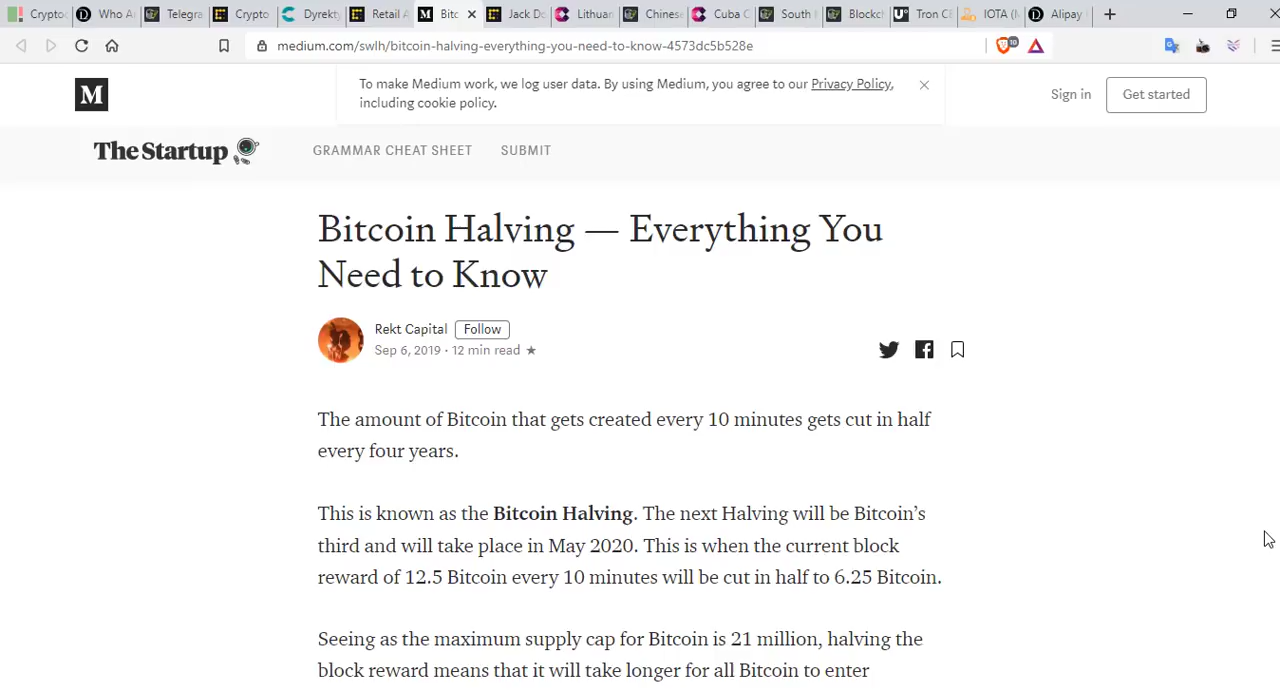 Cryptoc
Who Ar
Telegra
Crypto
Dyrekty
Retail A
Bitc
Jack Do
Lithuan
Chinese
Cuba C
South
Blockch
Tron CE
IOTA (M
Alipay
medium.com/swlh/bitcoin-halving-everything-you-need-to-know-4573dc5b528e
10
M
To make Medium work, we log user data. By using Medium, you agree to our Privacy Policy,
including cookie policy.
Sign in
Get started
The Startup
GRAMMAR CHEAT SHEET
SUBMIT
Bitcoin Halving — Everything You
Need to Know
Rekt Capital
Follow
Sep 6, 2019 · 12 min read ★
The amount of Bitcoin that gets created every 10 minutes gets cut in half
every four years.
This is known as the Bitcoin Halving. The next Halving will be Bitcoin’s
third and will take place in May 2020. This is when the current block
reward of 12.5 Bitcoin every 10 minutes will be cut in half to 6.25 Bitcoin.
Seeing as the maximum supply cap for Bitcoin is 21 million, halving the
block reward means that it will take longer for all Bitcoin to enter